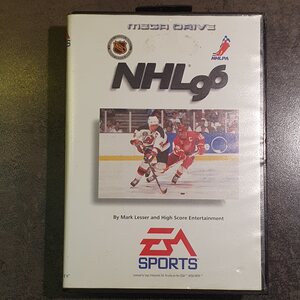 MEGA DRIVE
NHLPA
NHL96
By Mark Lesser and High Score Entertainment
EA
SPORTS